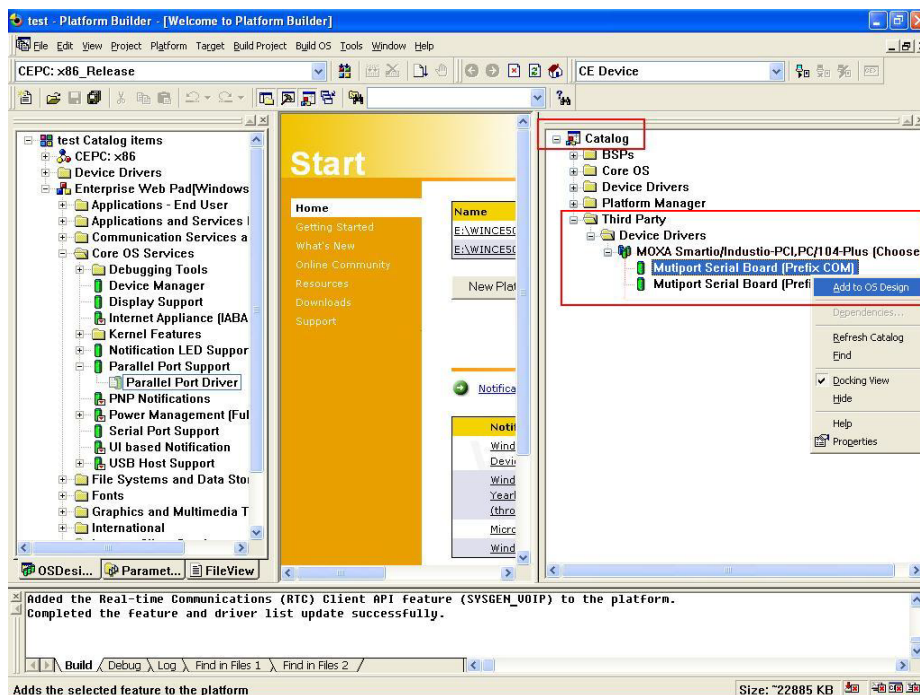 test - Platform Builder - [Welcome to Platform Builder]
File Edit View Project Platform Target Build Project Build OS Tools Window Help
CEPC: x86_Release
CE Device
test Catalog items
CEPC: x86
Device Drivers
Enterprise Web Pad[Windows
Applications - End User
Applications and Services
Communication Services a
Core OS Services
Debugging Tools
Device Manager
Display Support
Internet Appliance (IABA
Kernel Features
Notification LED Suppor
Parallel Port Support
Parallel Port Driver
PNP Notifications
Power Management (Ful
Serial Port Support
UI based Notification
USB Host Support
File Systems and Data Sto
Fonts
Graphics and Multimedia T
International
OSDesi... Paramet... FileView
Start
Home
Getting Started
What's New
Online Community
Resources
Downloads
Support
Name
E:\WINCE50
E:\WINCE50
New Plat
Notifica
Notif
Wind
Devi
Wind
Year
(thro
Micro
Wind
Catalog
BSPs
Core OS
Device Drivers
Platform Manager
Third Party
Device Drivers
MOXA Smartio/Industio-PCI,PC/104-Plus (Choose
Mutiport Serial Board (Prefix COM)
Mutiport Serial Board (Prefi
Add to OS Design
Dependencies...
Refresh Catalog
Find
Docking View
Hide
Help
Properties
Added the Real-time Communications (RTC) Client API feature (SYSGEN_VOIP) to the platform.
Completed the feature and driver list update successfully.
Build Debug Log Find in Files 1 Find in Files 2
Adds the selected feature to the platform
Size: ~22885 KB